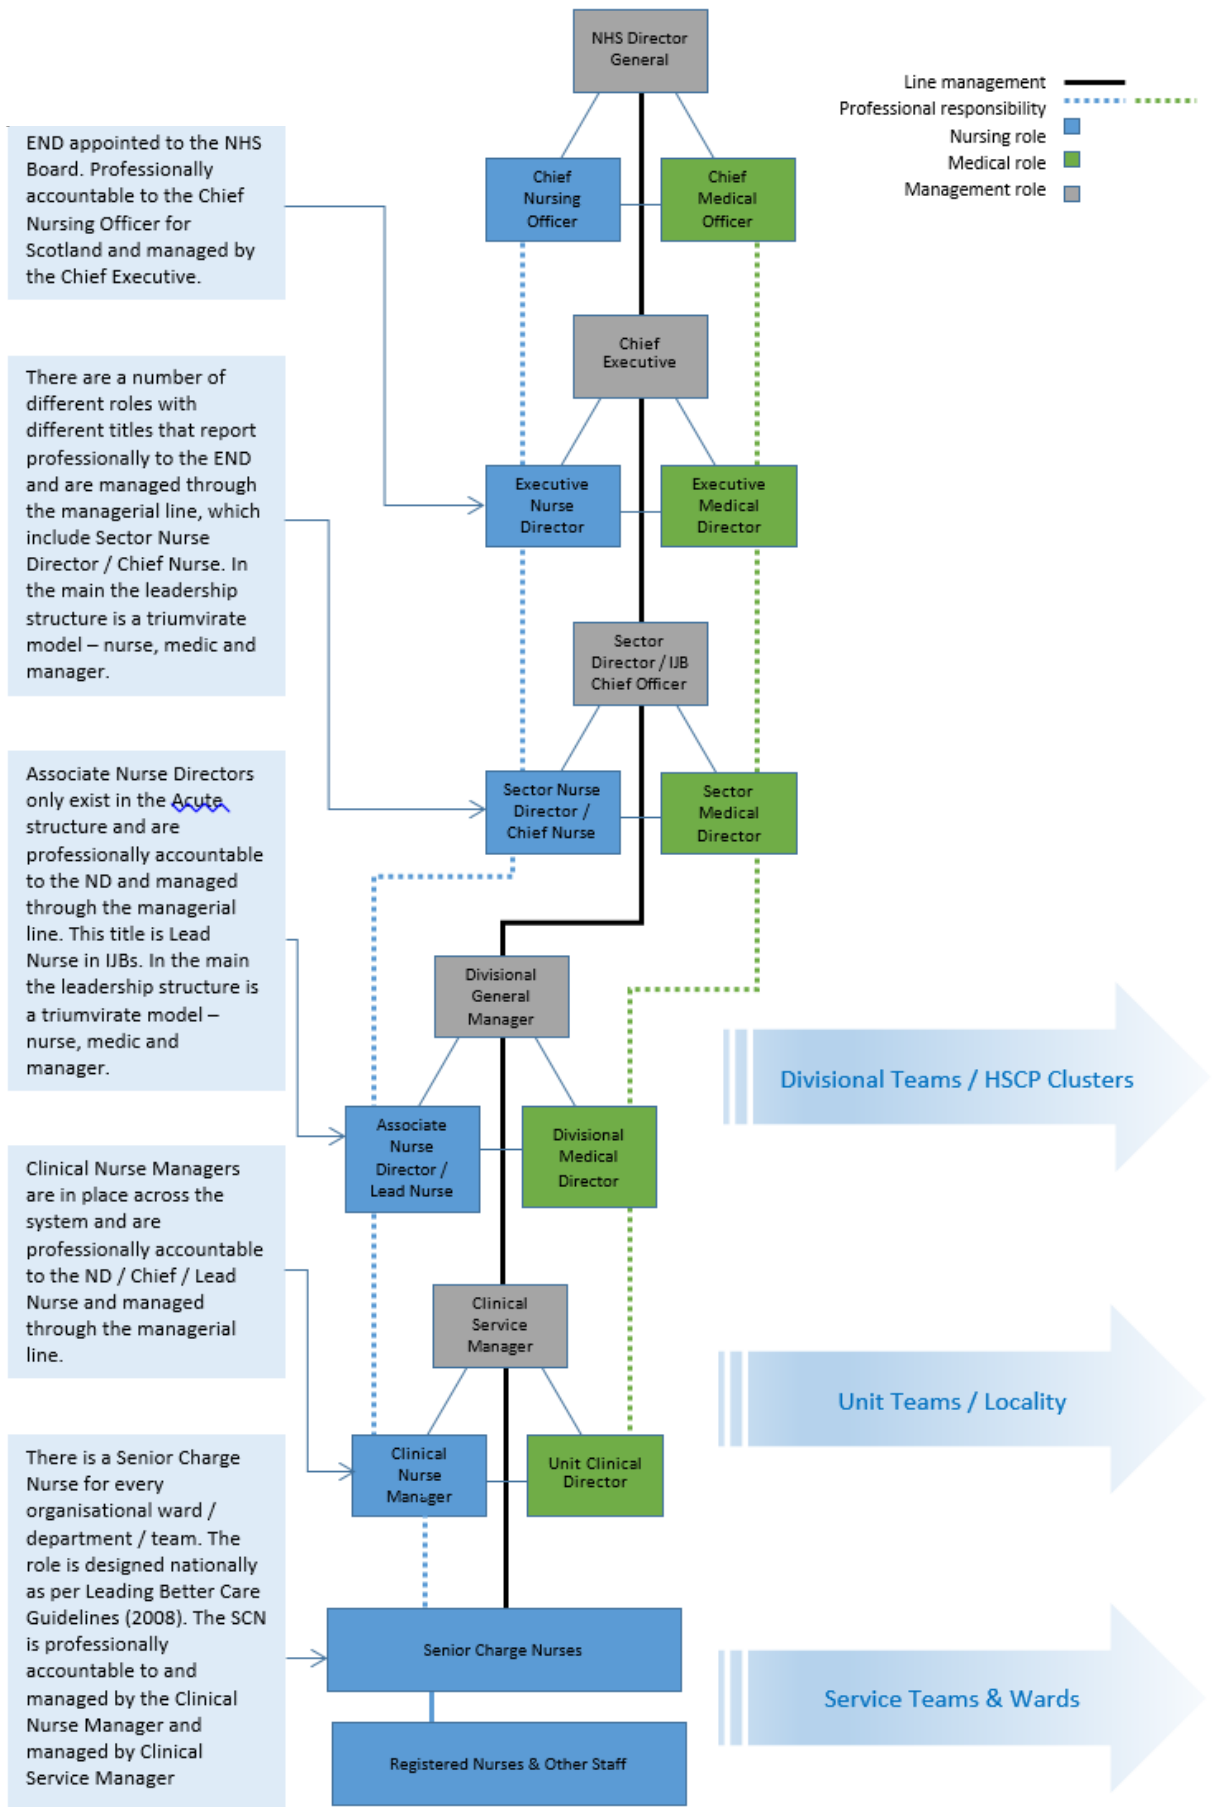 NHS Director
General
Line management
Professional responsibility
Nursing role
Medical role
Management role
END appointed to the NHS
Board. Professionally
accountable to the Chief
Nursing Officer for
Scotland and managed by
the Chief Executive.
Chief
Nursing
Officer
Chief
Medical
Officer
Chief
Executive
There are a number of
different roles with
different titles that report
professionally to the END
and are managed through
the managerial line, which
include Sector Nurse
Director / Chief Nurse. In
the main the leadership
structure is a triumvirate
model – nurse, medic and
manager.
Executive
Nurse
Director
Executive
Medical
Director
Sector
Director / IJB
Chief Officer
Sector Nurse
Director /
Chief Nurse
Sector
Medical
Director
Associate Nurse Directors
only exist in the Acute
structure and are
professionally accountable
to the ND and managed
through the managerial
line. This title is Lead
Nurse in IJBs. In the main
the leadership structure is
a triumvirate model –
nurse, medic and
manager.
Divisional
General
Manager
Divisional Teams / HSCP Clusters
Associate
Nurse
Director /
Lead Nurse
Divisional
Medical
Director
Clinical Nurse Managers
are in place across the
system and are
professionally accountable
to the ND / Chief / Lead
Nurse and managed
through the managerial
line.
Clinical
Service
Manager
Unit Teams / Locality
Clinical
Nurse
Manager
Unit Clinical
Director
There is a Senior Charge
Nurse for every
organisational ward /
department / team. The
role is designed nationally
as per Leading Better Care
Guidelines (2008). The SCN
is professionally
accountable to and
managed by the Clinical
Nurse Manager and
managed by Clinical
Service Manager
Senior Charge Nurses
Service Teams & Wards
Registered Nurses & Other Staff